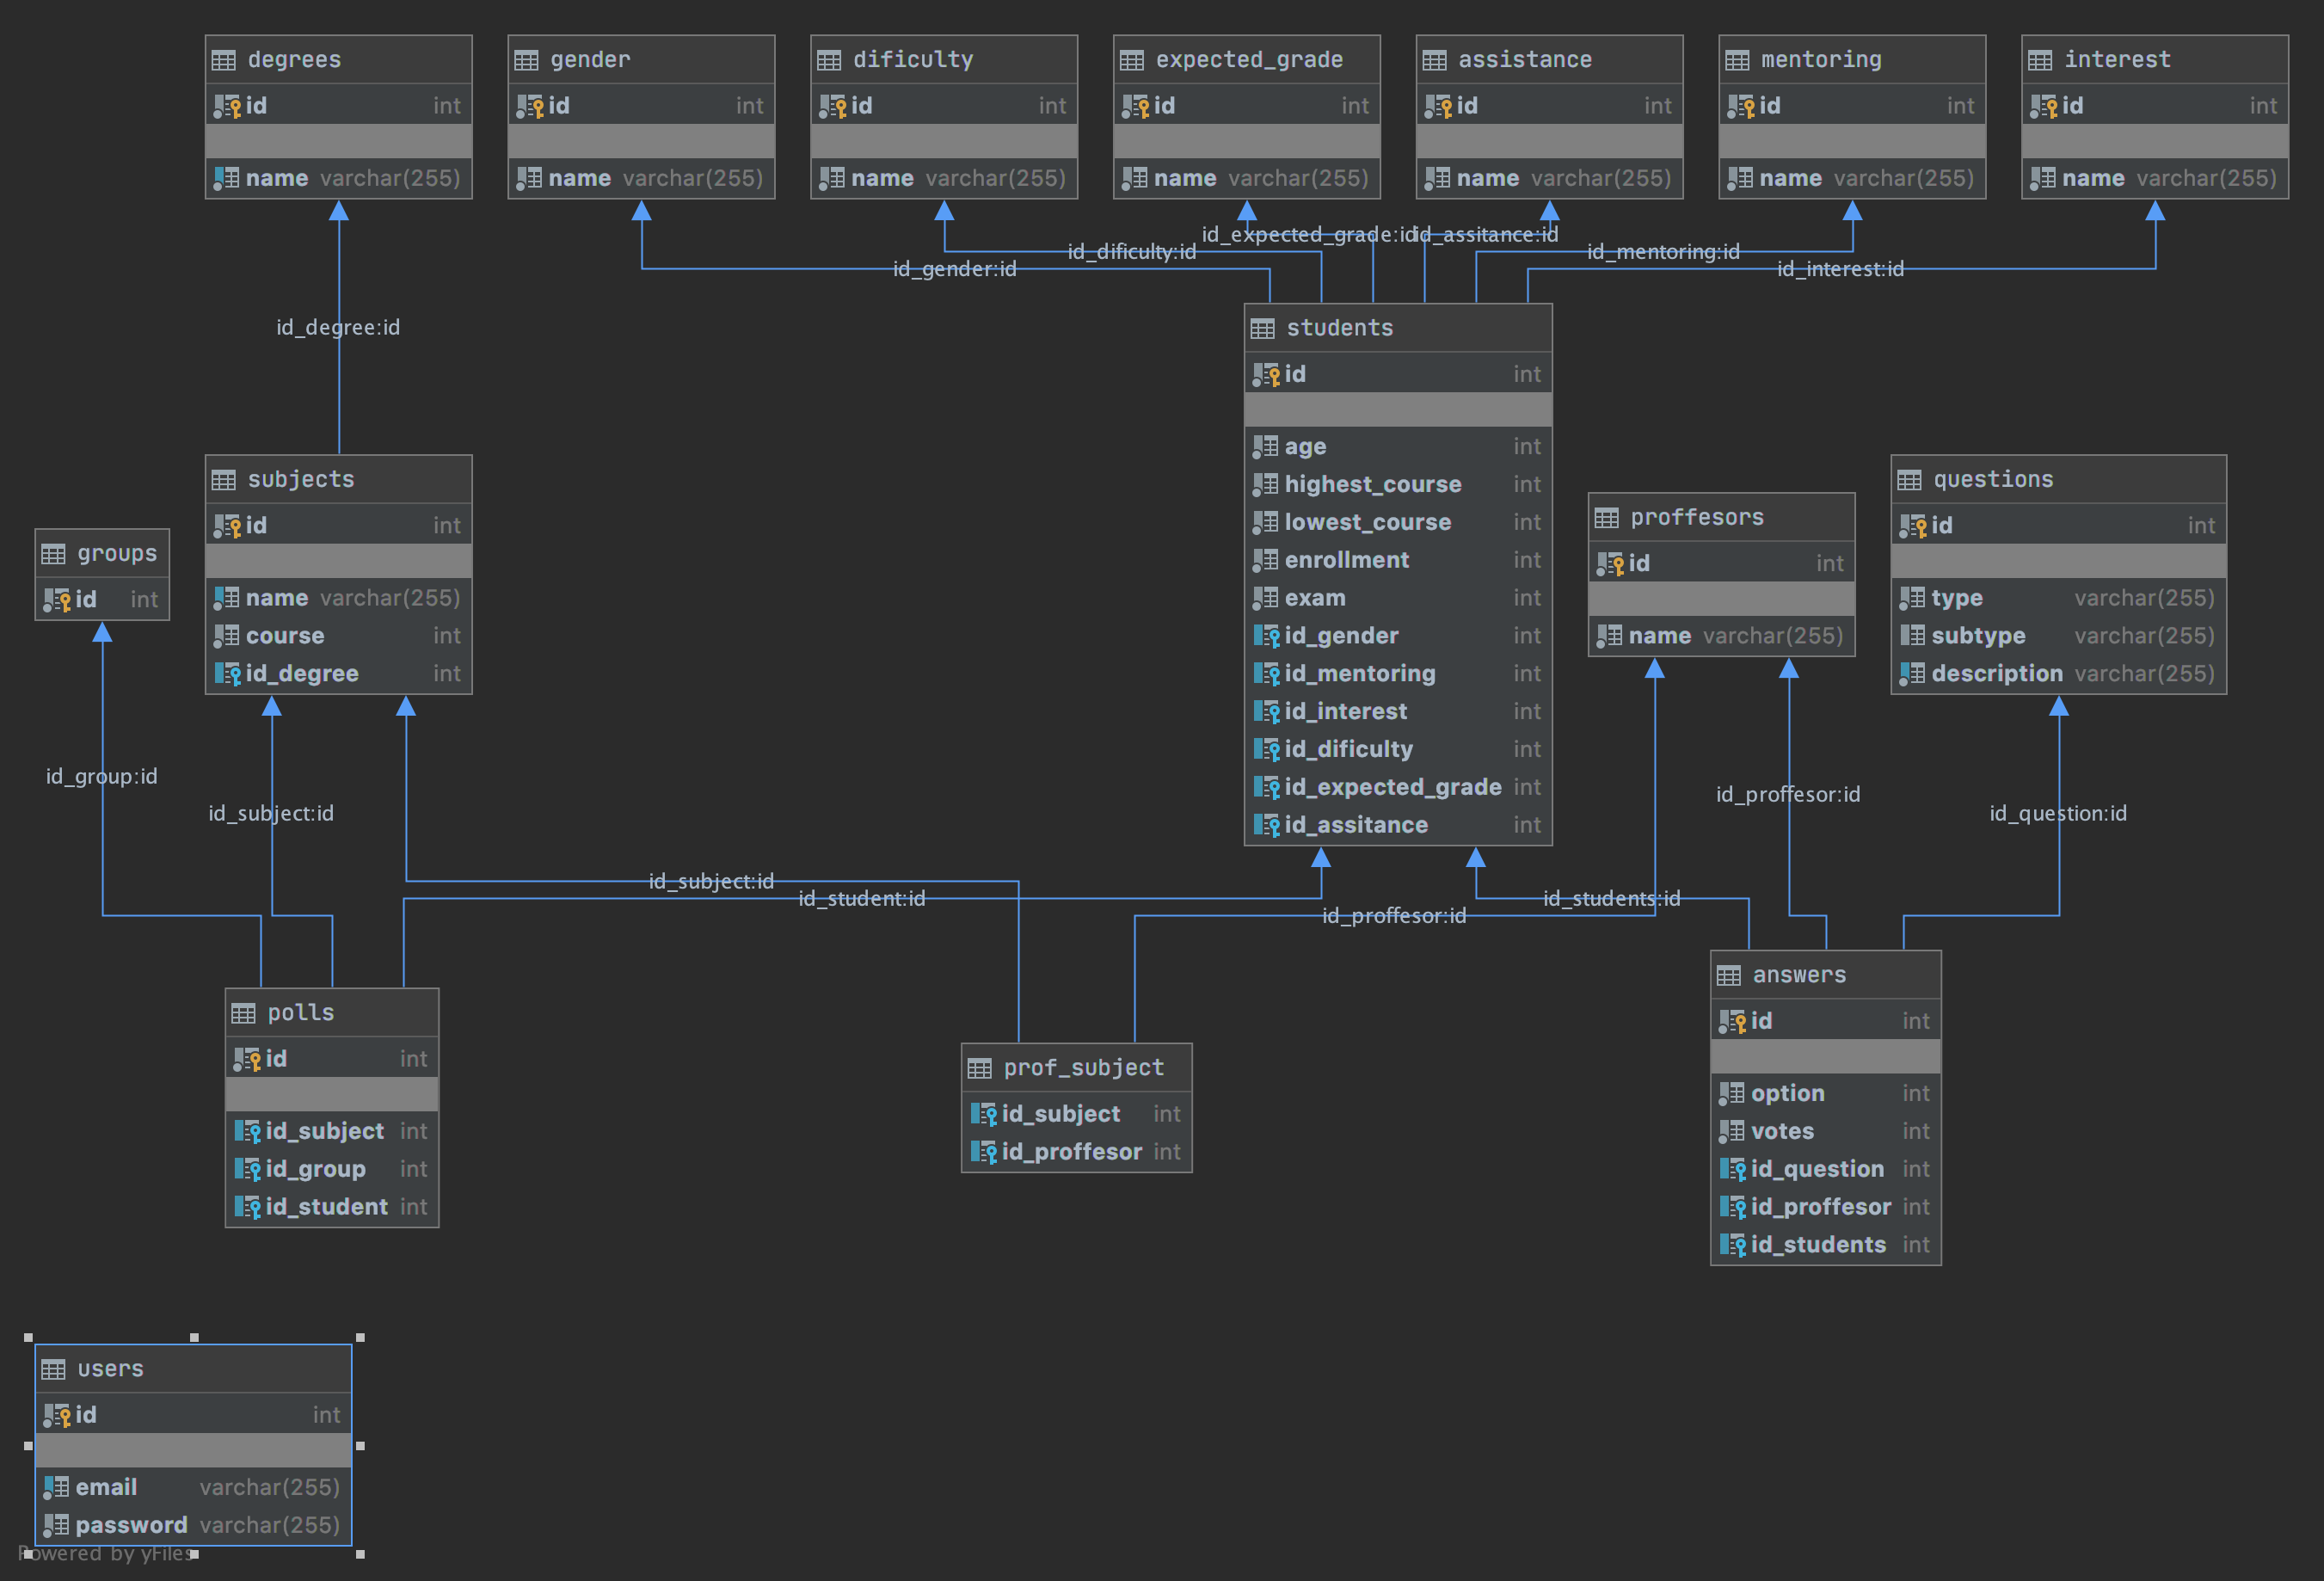 degrees
id int
name varchar(255)
gender
id int
name varchar(255)
dificulty
id int
name varchar(255)
expected_grade
id int
name varchar(255)
assistance
id int
name varchar(255)
mentoring
id int
name varchar(255)
interest
id int
name varchar(255)
id_expected_grade:id
id_assitance:id
id_dificulty:id
id_mentoring:id
id_gender:id
id_interest:id
id_degree:id
students
id int
age int
highest_course int
lowest_course int
enrollment int
exam int
id_gender int
id_mentoring int
id_interest int
id_dificulty int
id_expected_grade int
id_assitance int
groups
id int
subjects
id int
name varchar(255)
course int
id_degree int
proffesors
id int
name varchar(255)
questions
id int
type varchar(255)
subtype varchar(255)
description varchar(255)
id_group:id
id_subject:id
id_proffesor:id
id_question:id
id_subject:id
id_student:id
id_students:id
id_proffesor:id
polls
id int
id_subject int
id_group int
id_student int
prof_subject
id_subject int
id_proffesor int
answers
id int
option int
votes int
id_question int
id_proffesor int
id_students int
users
id int
email varchar(255)
password varchar(255)
Powered by yFiles